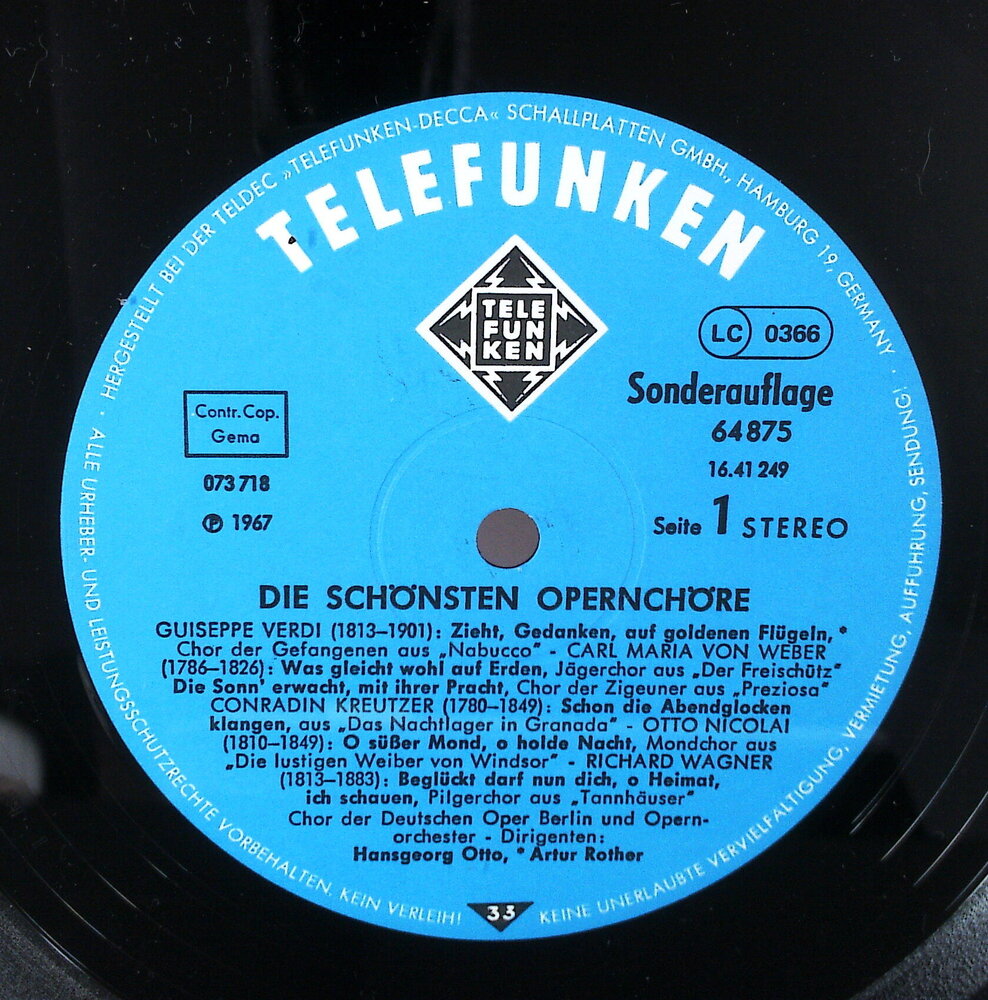 HERGESTELLT BEI DER TELDEC »TELEFUNKEN-DECCA« SCHALLPLATTEN GMBH., HAMBURG 19, GERMANY ·
TELEFUNKEN
TELE
FUN
KEN
LC 0366
Sonderauflage
64 875
16.41 249
Seite 1 STEREO
Contr. Cop.
Gema
073 718
℗ 1967
DIE SCHÖNSTEN OPERNCHÖRE
GUISEPPE VERDI (1813–1901): Zieht, Gedanken, auf goldenen Flügeln, *
Chor der Gefangenen aus „Nabucco" - CARL MARIA VON WEBER
(1786–1826): Was gleicht wohl auf Erden, Jägerchor aus „Der Freischütz"
Die Sonn' erwacht, mit ihrer Pracht, Chor der Zigeuner aus „Preziosa"
CONRADIN KREUTZER (1780–1849): Schon die Abendglocken
klangen, aus „Das Nachtlager in Granada" - OTTO NICOLAI
(1810–1849): O süßer Mond, o holde Nacht, Mondchor aus
„Die lustigen Weiber von Windsor" - RICHARD WAGNER
(1813–1883): Beglückt darf nun dich, o Heimat,
ich schauen, Pilgerchor aus „Tannhäuser"
Chor der Deutschen Oper Berlin und Opern-
orchester - Dirigenten:
Hansgeorg Otto, * Artur Rother
33
· ALLE URHEBER- UND LEISTUNGSSCHUTZRECHTE VORBEHALTEN. KEIN VERLEIH! KEINE UNERLAUBTE VERVIELFÄLTIGUNG, VERMIETUNG, AUFFÜHRUNG, SENDUNG!